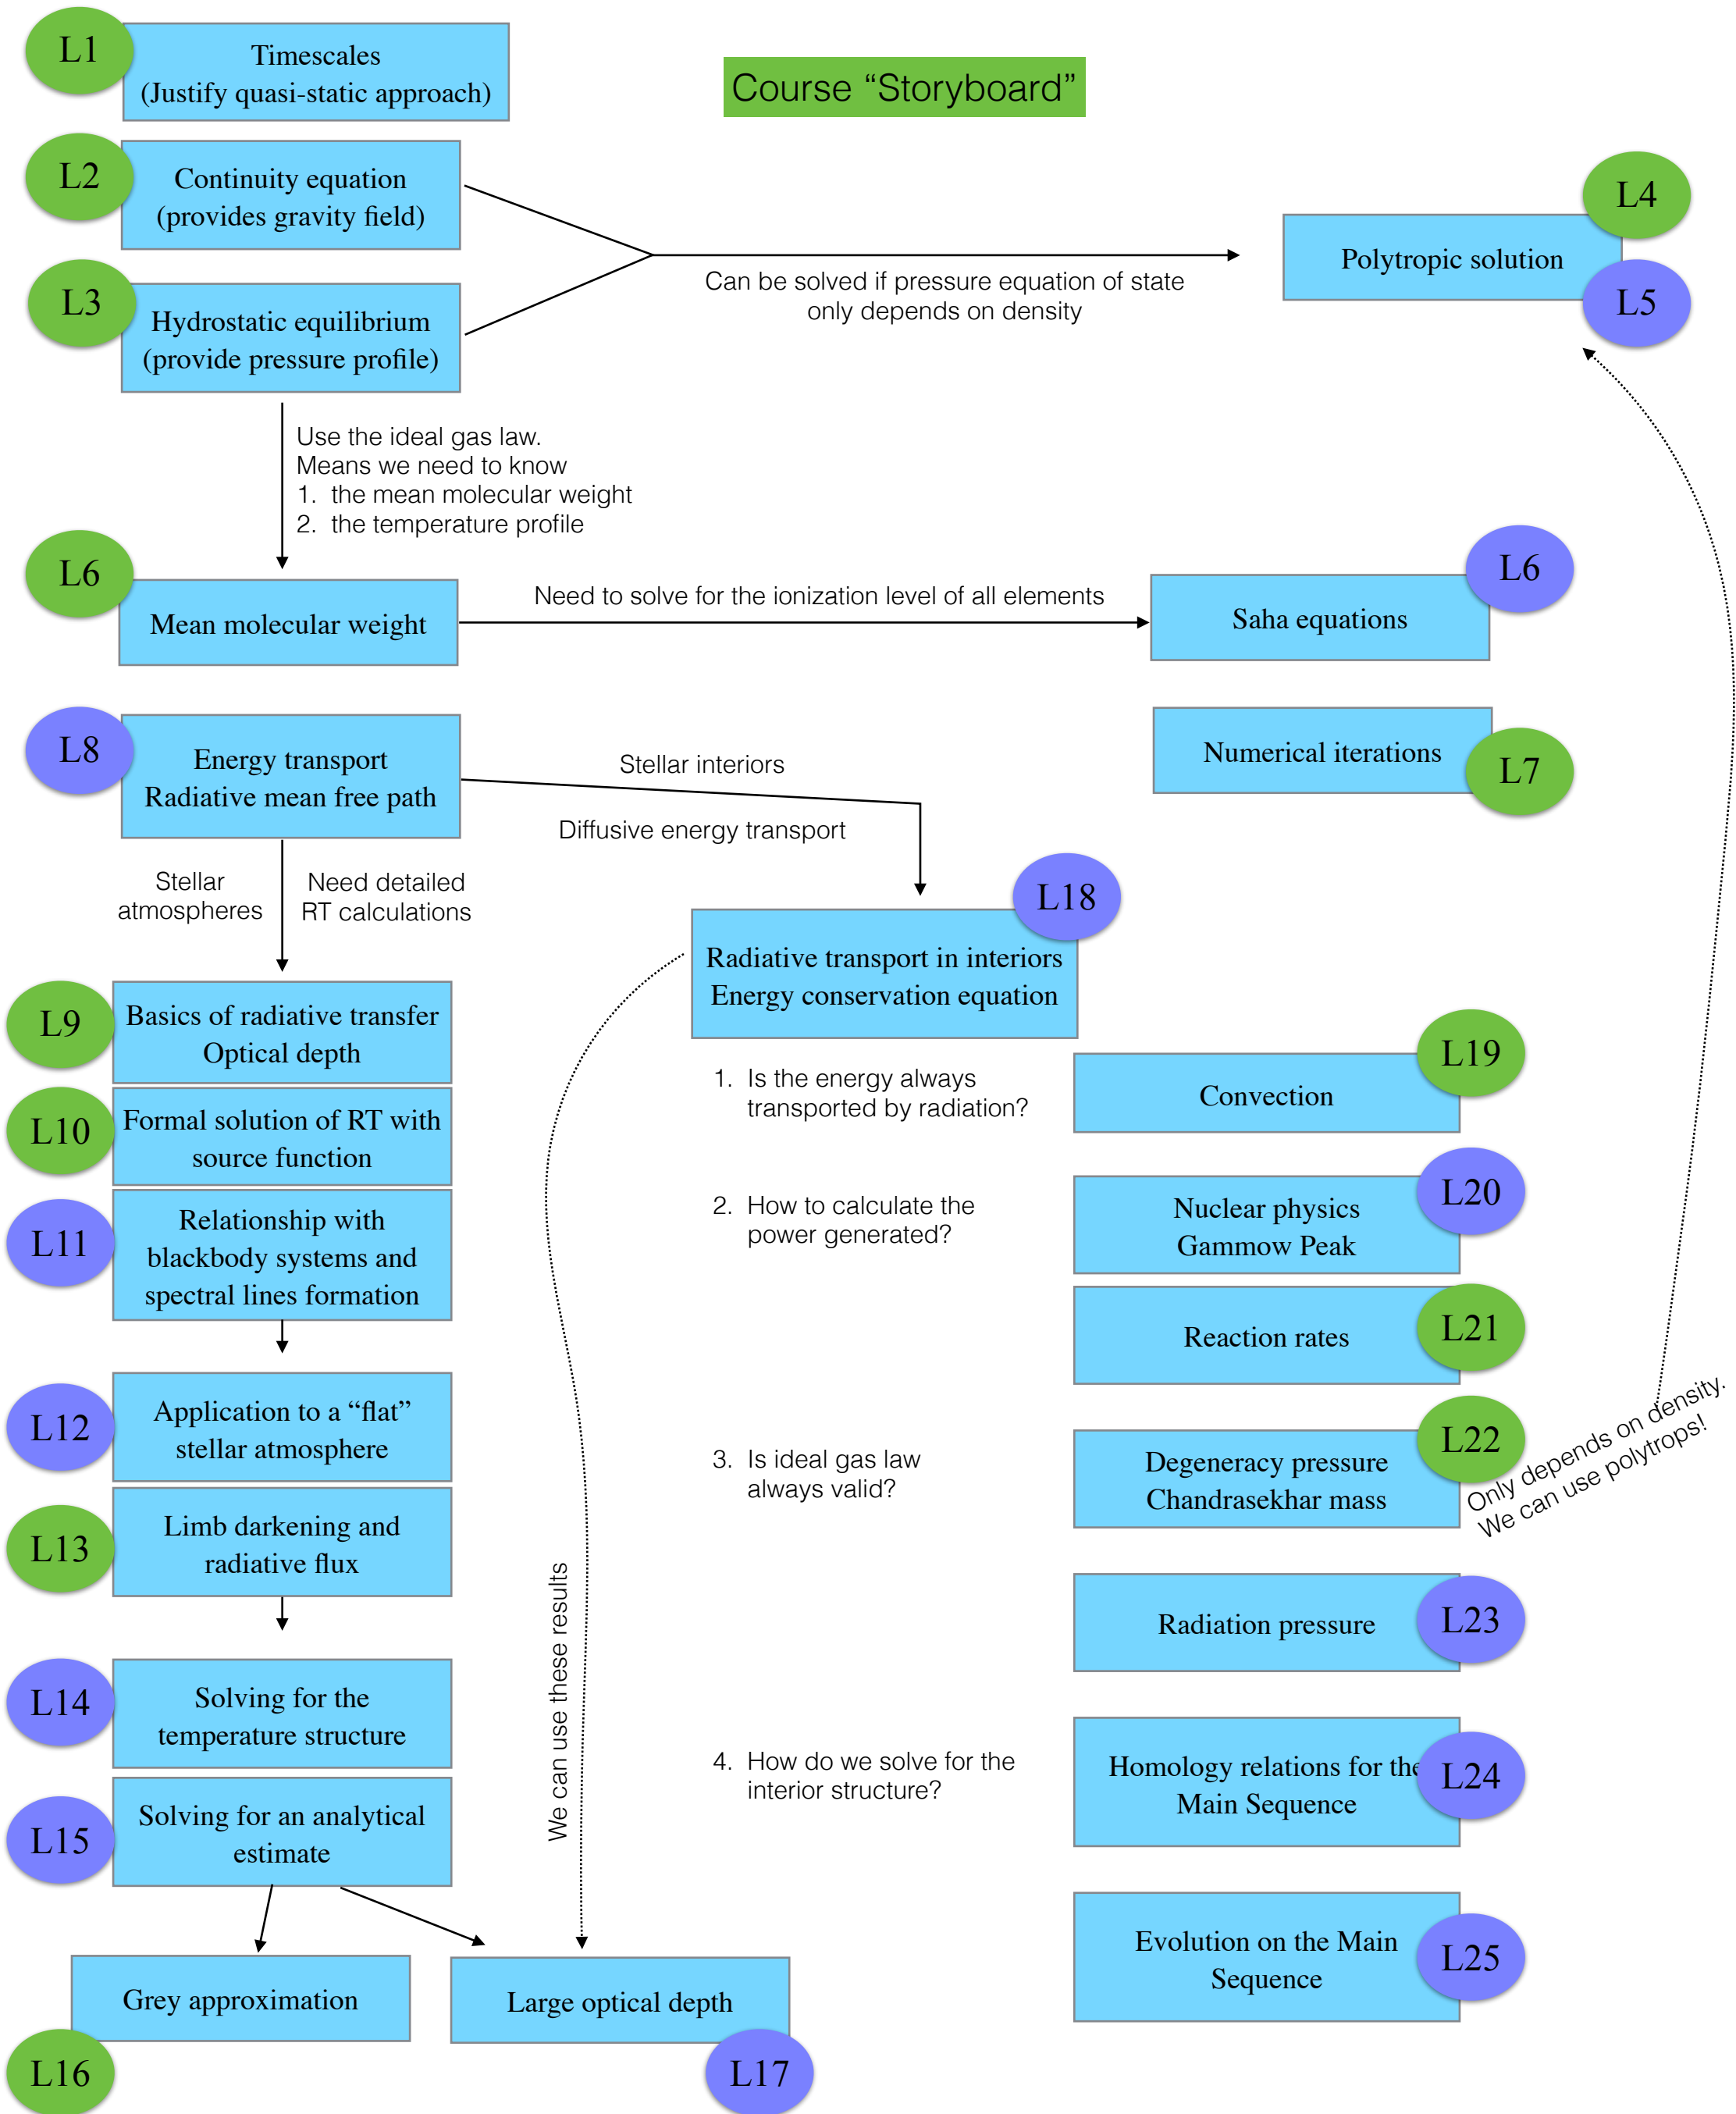 Course “Storyboard”
L1
Timescales
(Justify quasi-static approach)
L2
Continuity equation
(provides gravity field)
L3
Hydrostatic equilibrium
(provide pressure profile)
Can be solved if pressure equation of state
only depends on density
L4
Polytropic solution
L5
Use the ideal gas law.
Means we need to know
1. the mean molecular weight
2. the temperature profile
L6
Mean molecular weight
Need to solve for the ionization level of all elements
L6
Saha equations
Numerical iterations
L7
L8
Energy transport
Radiative mean free path
Stellar interiors
Diffusive energy transport
Stellar
atmospheres
Need detailed
RT calculations
L18
Radiative transport in interiors
Energy conservation equation
L9
Basics of radiative transfer
Optical depth
L10
Formal solution of RT with
source function
L11
Relationship with
blackbody systems and
spectral lines formation
L12
Application to a “flat”
stellar atmosphere
L13
Limb darkening and
radiative flux
L14
Solving for the
temperature structure
L15
Solving for an analytical
estimate
Grey approximation
L16
Large optical depth
L17
We can use these results
1. Is the energy always
transported by radiation?
L19
Convection
2. How to calculate the
power generated?
L20
Nuclear physics
Gammow Peak
L21
Reaction rates
3. Is ideal gas law
always valid?
L22
Degeneracy pressure
Chandrasekhar mass
Only depends on density.
We can use polytrops!
L23
Radiation pressure
4. How do we solve for the
interior structure?
L24
Homology relations for the
Main Sequence
L25
Evolution on the Main
Sequence